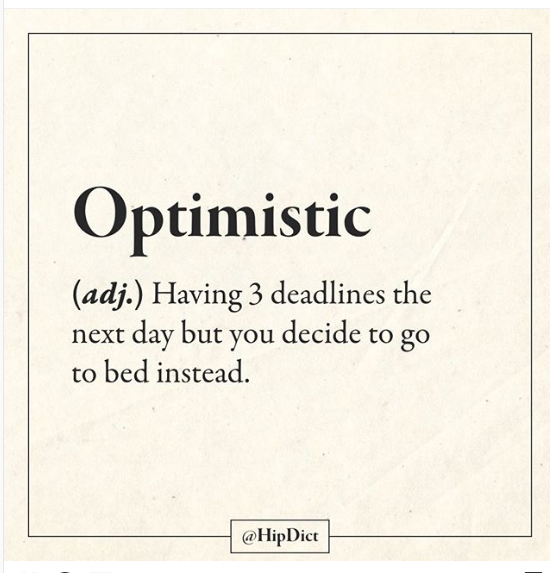 Optimistic
(adj.) Having 3 deadlines the
next day but you decide to go
to bed instead.
@HipDict